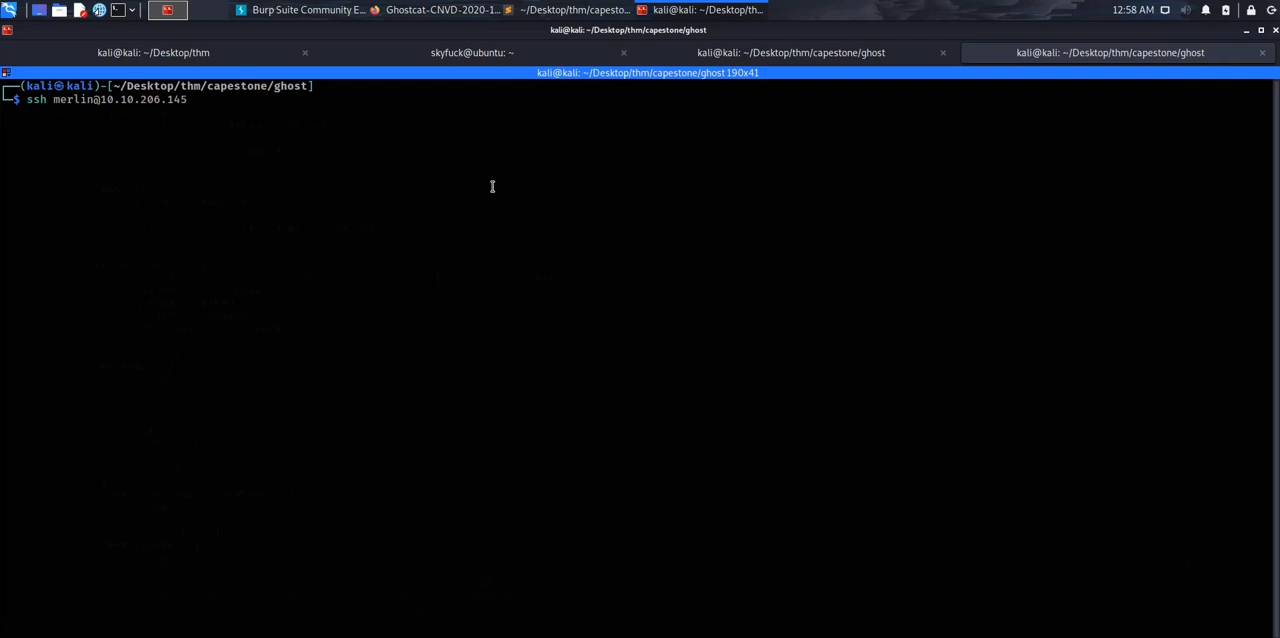 Burp Suite Community E...
Ghostcat-CNVD-2020-1...
~/Desktop/thm/capesto...
kali@kali: ~/Desktop/th...
12:58 AM
kali@kali: ~/Desktop/thm/capestone/ghost
kali@kali: ~/Desktop/thm
skyfuck@ubuntu: ~
kali@kali: ~/Desktop/thm/capestone/ghost
kali@kali: ~/Desktop/thm/capestone/ghost
kali@kali: ~/Desktop/thm/capestone/ghost 190x41
┌──(kali㉿kali)-[~/Desktop/thm/capestone/ghost]
└─$ ssh merlin@10.10.206.145